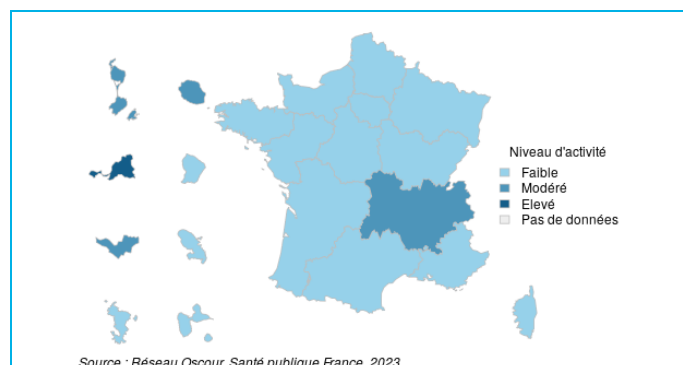 Niveau d'activité
Faible
Modéré
Elevé
Pas de données
Source : Réseau Oscour, Santé publique France, 2023